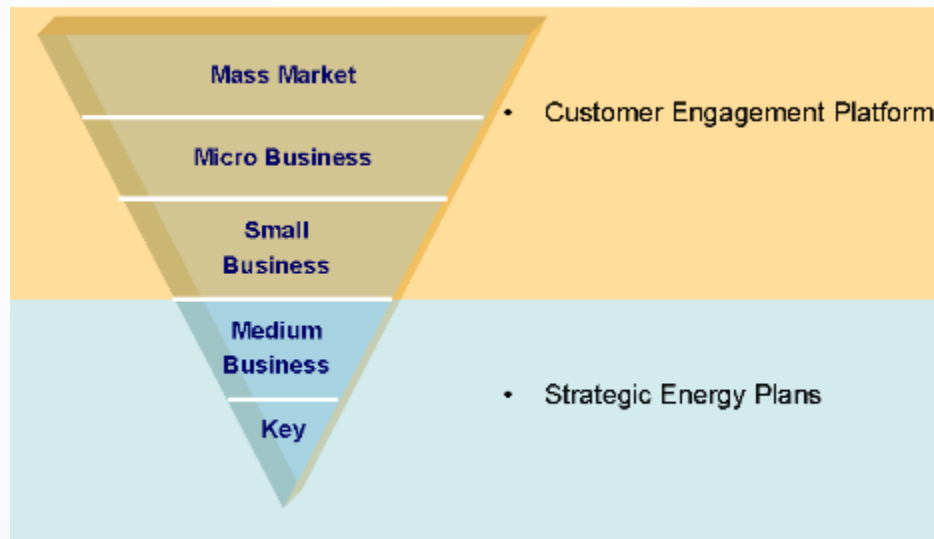 Mass Market
• Customer Engagement Platform
Micro Business
Small
Business
Medium
Business
• Strategic Energy Plans
Key